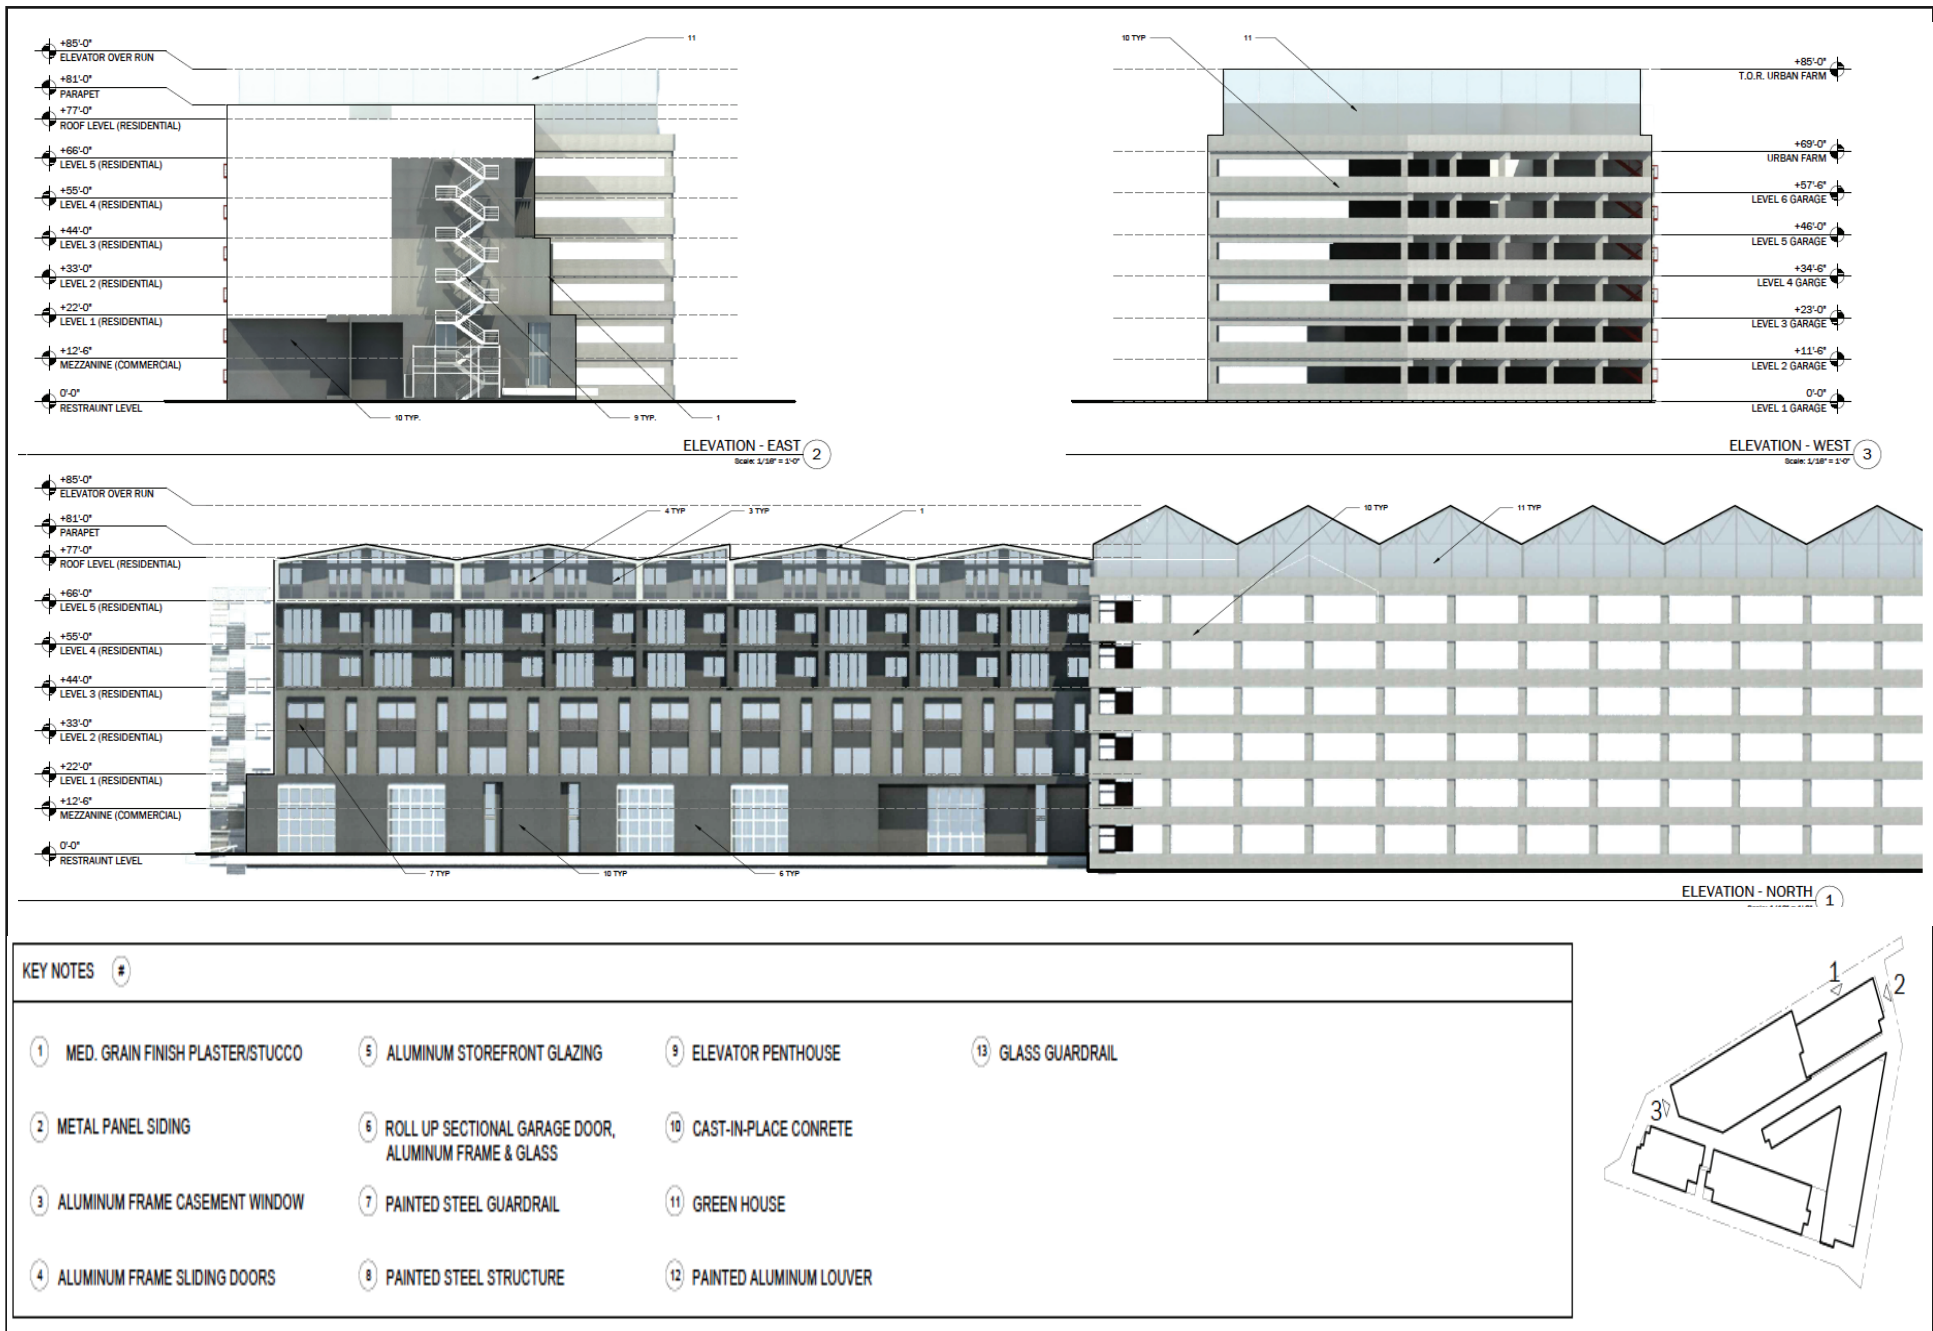 11
+85'-0"
ELEVATOR OVER RUN
+81'-0"
PARAPET
+77'-0"
ROOF LEVEL (RESIDENTIAL)
+66'-0"
LEVEL 5 (RESIDENTIAL)
+55'-0"
LEVEL 4 (RESIDENTIAL)
+44'-0"
LEVEL 3 (RESIDENTIAL)
+33'-0"
LEVEL 2 (RESIDENTIAL)
+22'-0"
LEVEL 1 (RESIDENTIAL)
+12'-6"
MEZZANINE (COMMERCIAL)
0'-0"
RESTRAUNT LEVEL
10 TYP.
9 TYP.
1
ELEVATION - EAST 2
Scale: 1/16" = 1'-0"
10 TYP
11
+85'-0"
T.O.R. URBAN FARM
+69'-0"
URBAN FARM
+57'-6"
LEVEL 6 GARAGE
+46'-0"
LEVEL 5 GARAGE
+34'-6"
LEVEL 4 GARGE
+23'-0"
LEVEL 3 GARAGE
+11'-6"
LEVEL 2 GARAGE
0'-0"
LEVEL 1 GARAGE
ELEVATION - WEST 3
Scale: 1/16" = 1'-0"
+85'-0"
ELEVATOR OVER RUN
+81'-0"
PARAPET
+77'-0"
ROOF LEVEL (RESIDENTIAL)
+66'-0"
LEVEL 5 (RESIDENTIAL)
+55'-0"
LEVEL 4 (RESIDENTIAL)
+44'-0"
LEVEL 3 (RESIDENTIAL)
+33'-0"
LEVEL 2 (RESIDENTIAL)
+22'-0"
LEVEL 1 (RESIDENTIAL)
+12'-6"
MEZZANINE (COMMERCIAL)
0'-0"
RESTRAUNT LEVEL
4 TYP
3 TYP
1
10 TYP
11 TYP
7 TYP
10 TYP
6 TYP
ELEVATION - NORTH 1
KEY NOTES #
1 MED. GRAIN FINISH PLASTER/STUCCO
2 METAL PANEL SIDING
3 ALUMINUM FRAME CASEMENT WINDOW
4 ALUMINUM FRAME SLIDING DOORS
5 ALUMINUM STOREFRONT GLAZING
6 ROLL UP SECTIONAL GARAGE DOOR,
ALUMINUM FRAME & GLASS
7 PAINTED STEEL GUARDRAIL
8 PAINTED STEEL STRUCTURE
9 ELEVATOR PENTHOUSE
10 CAST-IN-PLACE CONRETE
11 GREEN HOUSE
12 PAINTED ALUMINUM LOUVER
13 GLASS GUARDRAIL
1
2
3